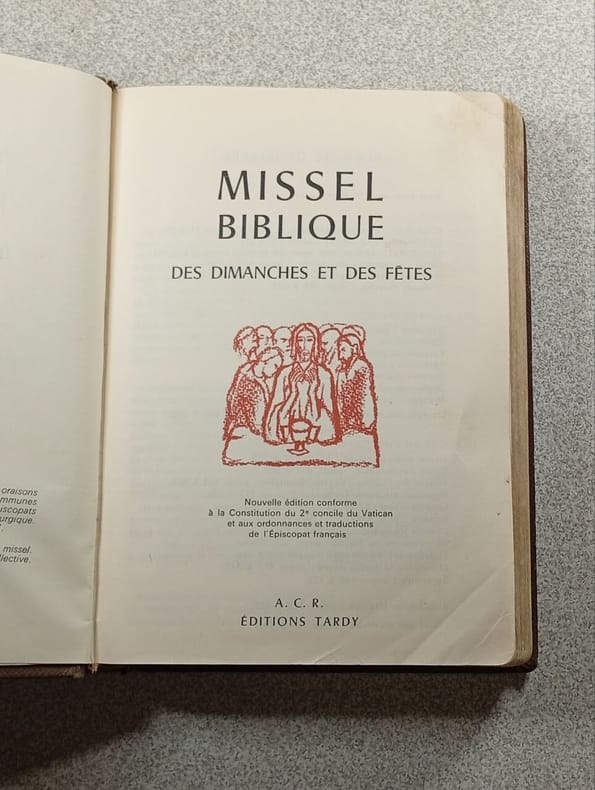 oraisons
mmunes
iscopats
urgique.
missel.
lective.
MISSEL
BIBLIQUE
DES DIMANCHES ET DES FÊTES
Nouvelle édition conforme
à la Constitution du 2e concile du Vatican
et aux ordonnances et traductions
de l'Épiscopat français
A. C. R.
ÉDITIONS TARDY